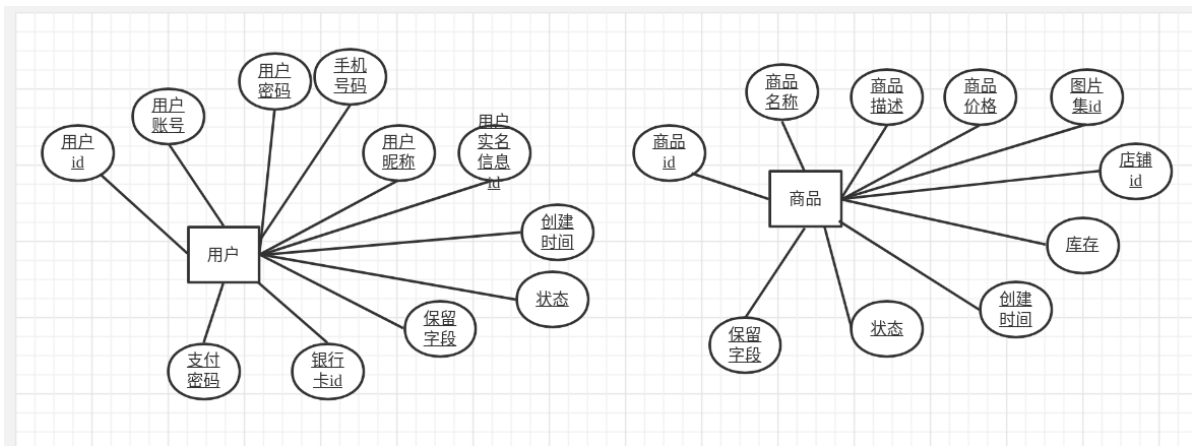 用户
密码
手机
号码
用户
账号
用户
id
用户
昵称
用户
实名
信息
id
创建
时间
用户
状态
保留
字段
支付
密码
银行
卡id
商品
名称
商品
描述
商品
价格
图片
集id
商品
id
店铺
id
商品
库存
创建
时间
状态
保留
字段